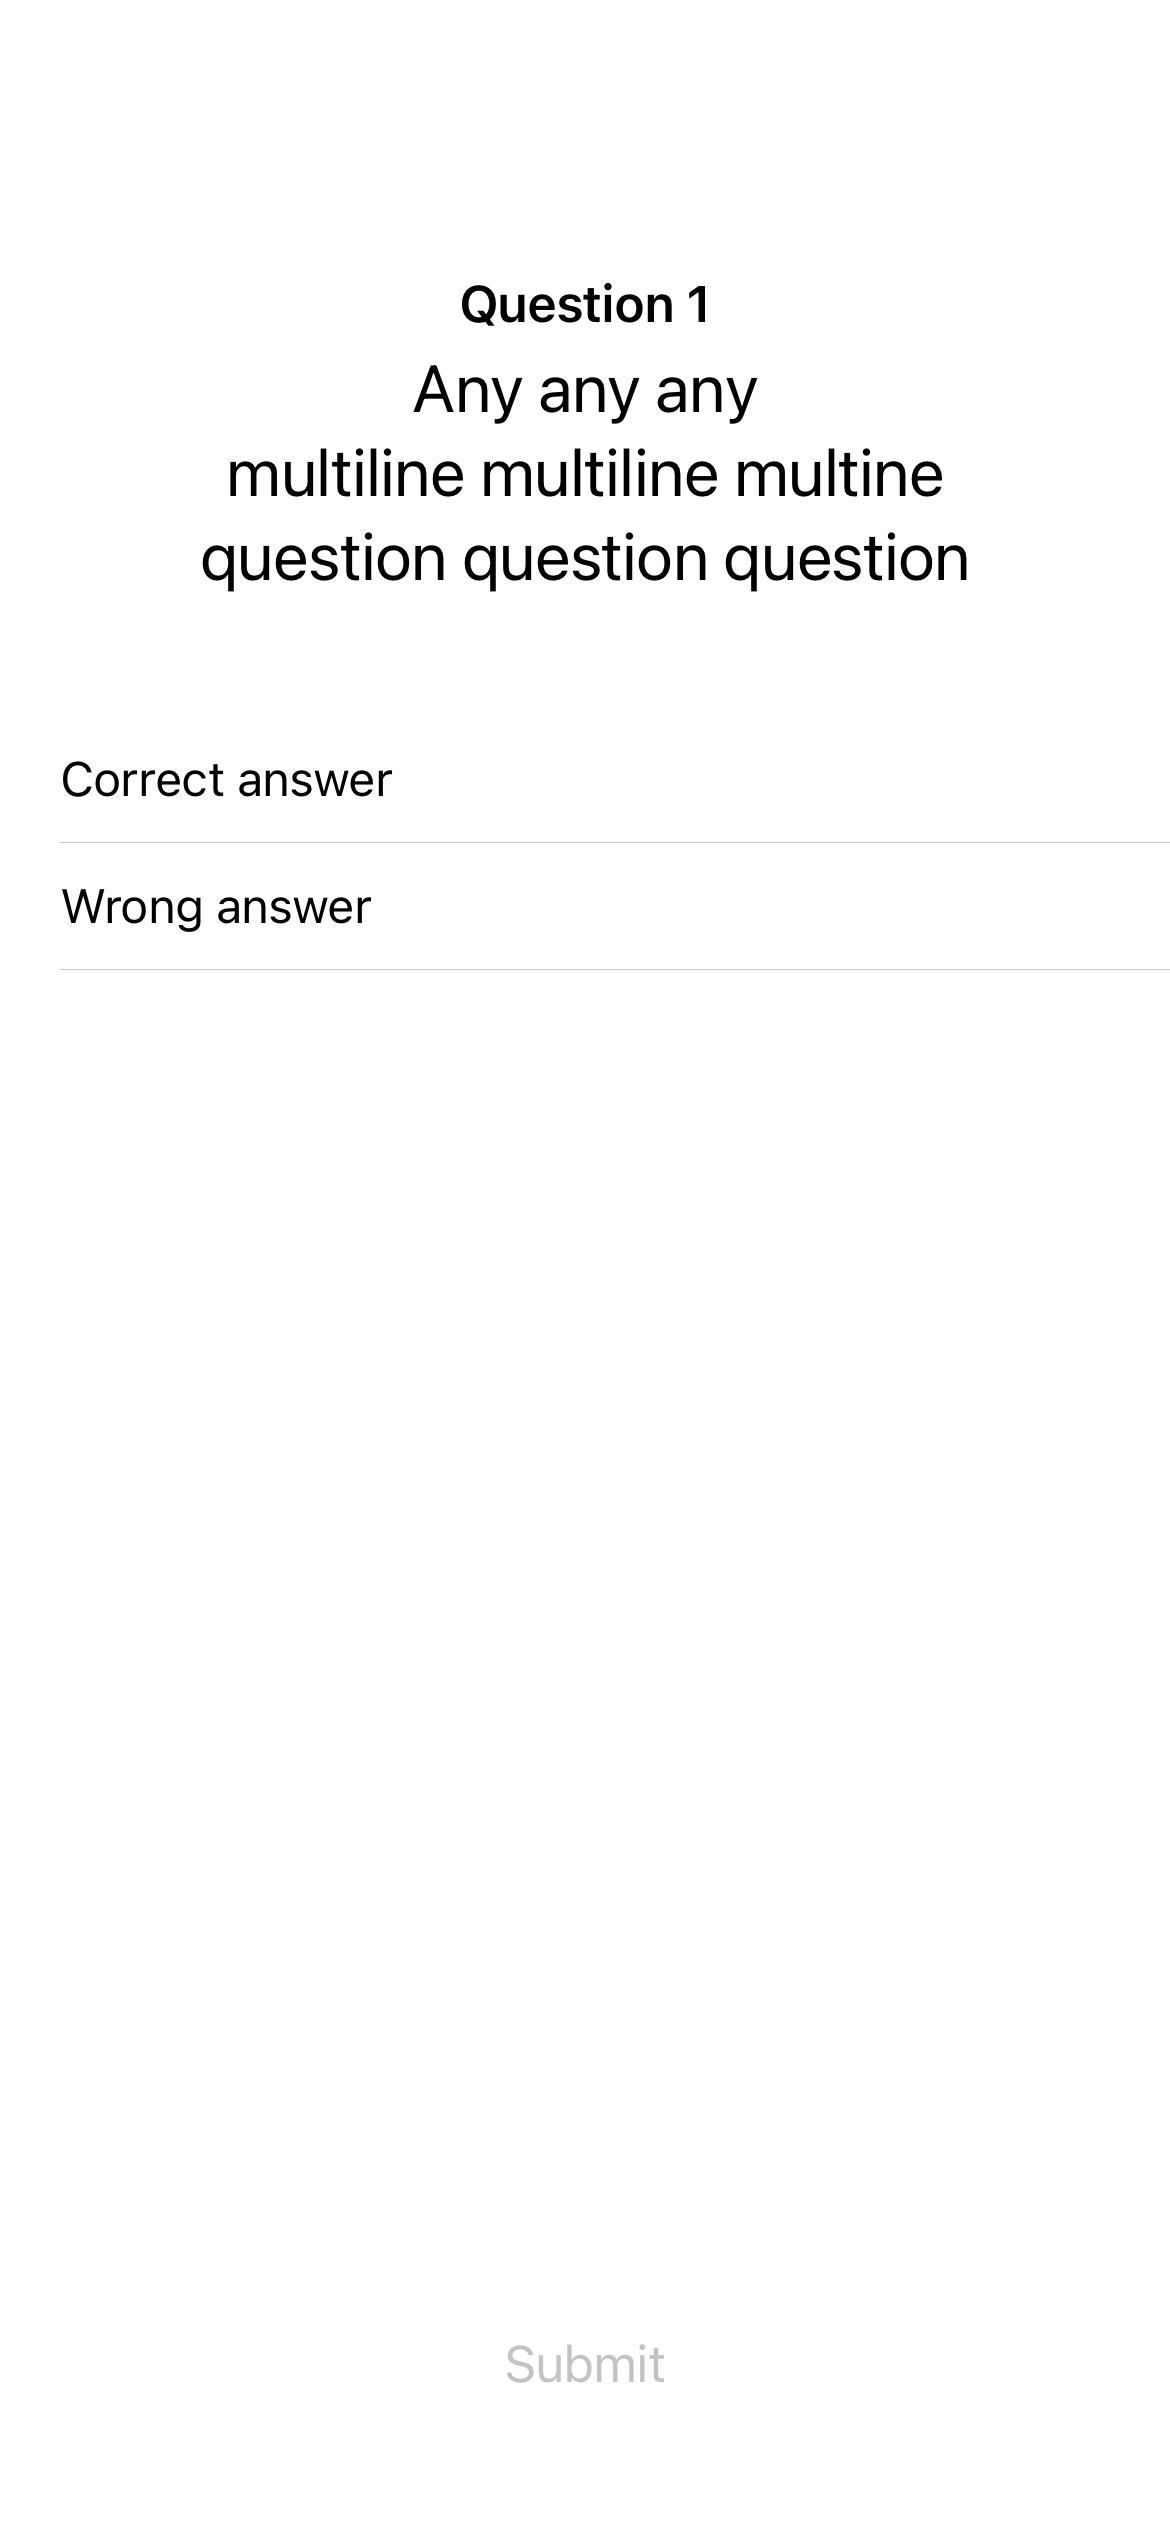 Question 1
Any any any
multiline multiline multine
question question question
Correct answer
Wrong answer
Submit